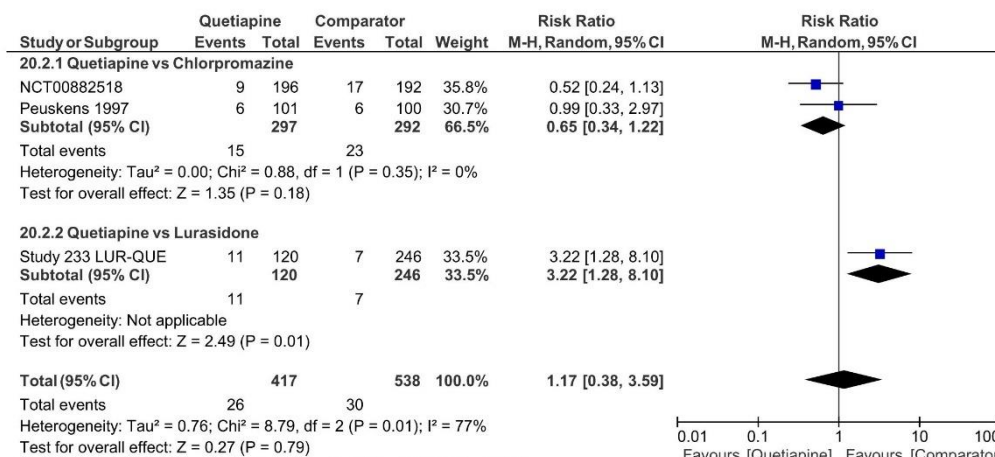 Quetiapine Comparator Risk Ratio Risk Ratio
Study or Subgroup Events Total Events Total Weight M-H, Random, 95% CI M-H, Random, 95% CI
20.2.1 Quetiapine vs Chlorpromazine
NCT00882518 9 196 17 192 35.8% 0.52 [0.24, 1.13]
Peuskens 1997 6 101 6 100 30.7% 0.99 [0.33, 2.97]
Subtotal (95% CI) 297 292 66.5% 0.65 [0.34, 1.22]
Total events 15 23
Heterogeneity: Tau² = 0.00; Chi² = 0.88, df = 1 (P = 0.35); I² = 0%
Test for overall effect: Z = 1.35 (P = 0.18)
20.2.2 Quetiapine vs Lurasidone
Study 233 LUR-QUE 11 120 7 246 33.5% 3.22 [1.28, 8.10]
Subtotal (95% CI) 120 246 33.5% 3.22 [1.28, 8.10]
Total events 11 7
Heterogeneity: Not applicable
Test for overall effect: Z = 2.49 (P = 0.01)
Total (95% CI) 417 538 100.0% 1.17 [0.38, 3.59]
Total events 26 30
Heterogeneity: Tau² = 0.76; Chi² = 8.79, df = 2 (P = 0.01); I² = 77%
Test for overall effect: Z = 0.27 (P = 0.79)
0.01 0.1 1 10 100
Favours [Quetiapine] Favours [Comparator